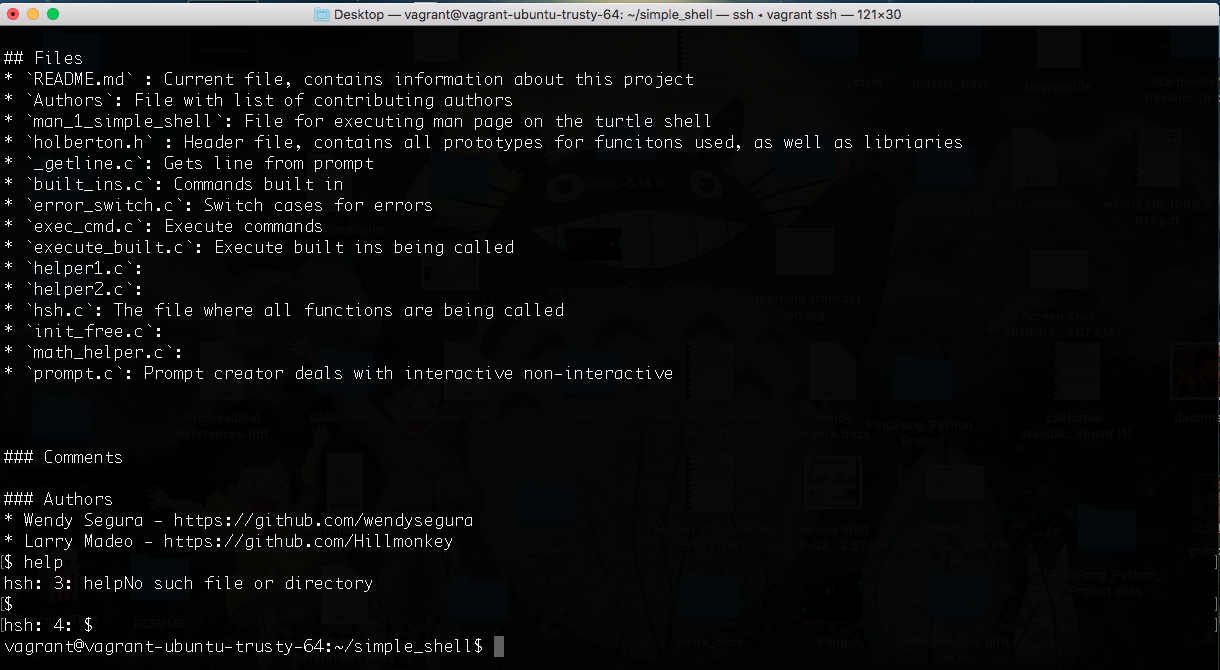 Desktop — vagrant@vagrant-ubuntu-trusty-64: ~/simple_shell — ssh ◂ vagrant ssh — 121×30
## Files
* `README.md` : Current file, contains information about this project
* `Authors`: File with list of contributing authors
* `man_1_simple_shell`: File for executing man page on the turtle shell
* `holberton.h` : Header file, contains all prototypes for funcitons used, as well as libriaries
* `_getline.c`: Gets line from prompt
* `built_ins.c`: Commands built in
* `error_switch.c`: Switch cases for errors
* `exec_cmd.c`: Execute commands
* `execute_built.c`: Execute built ins being called
* `helper1.c`:
* `helper2.c`:
* `hsh.c`: The file where all functions are being called
* `init_free.c`:
* `math_helper.c`:
* `prompt.c`: Prompt creator deals with interactive non-interactive
### Comments
### Authors
* Wendy Segura - https://github.com/wendysegura
* Larry Madeo - https://github.com/Hillmonkey
[$ help ]
hsh: 3: helpNo such file or directory
[$ ]
[hsh: 4: $ ]
vagrant@vagrant-ubuntu-trusty-64:~/simple_shell$